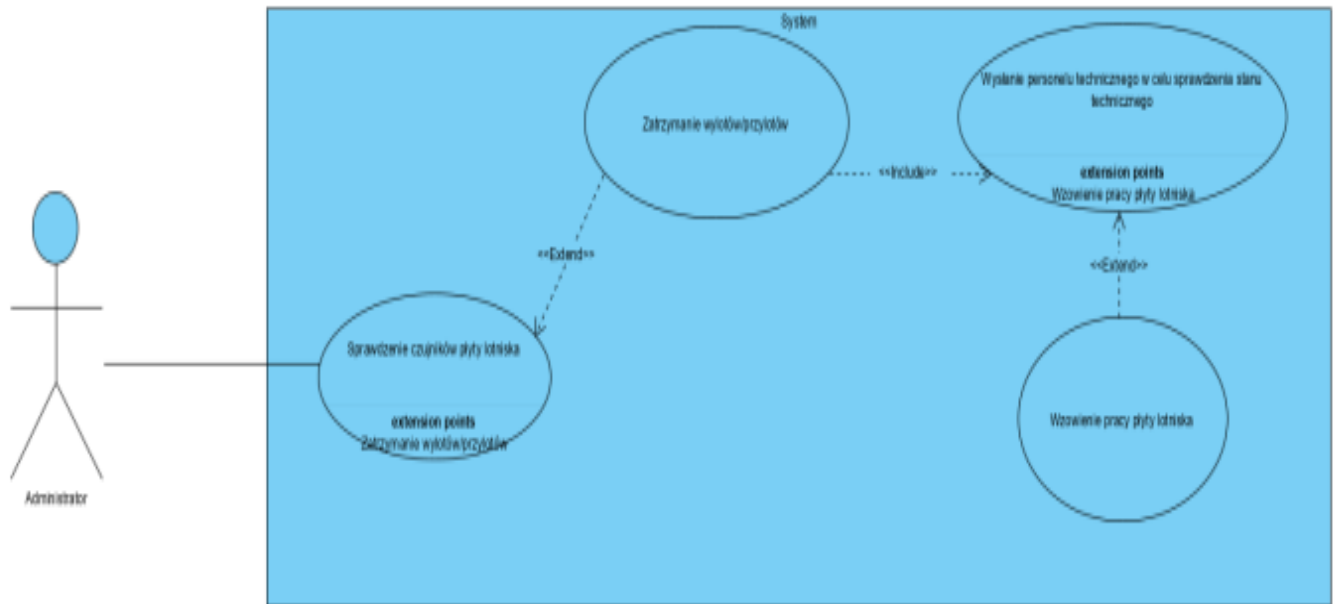 System
Wysłanie personelu technicznego w celu sprawdzenia stanu
technicznego
extension points
Wzowienie pracy płyty lotniska
Zatrzymanie wylotów/przylotów
<<Include>>
<<Extend>>
<<Extend>>
Sprawdzenie czujników płyty lotniska
extension points
Zatrzymanie wylotów/przylotów
Wzowienie pracy płyty lotniska
Administrator